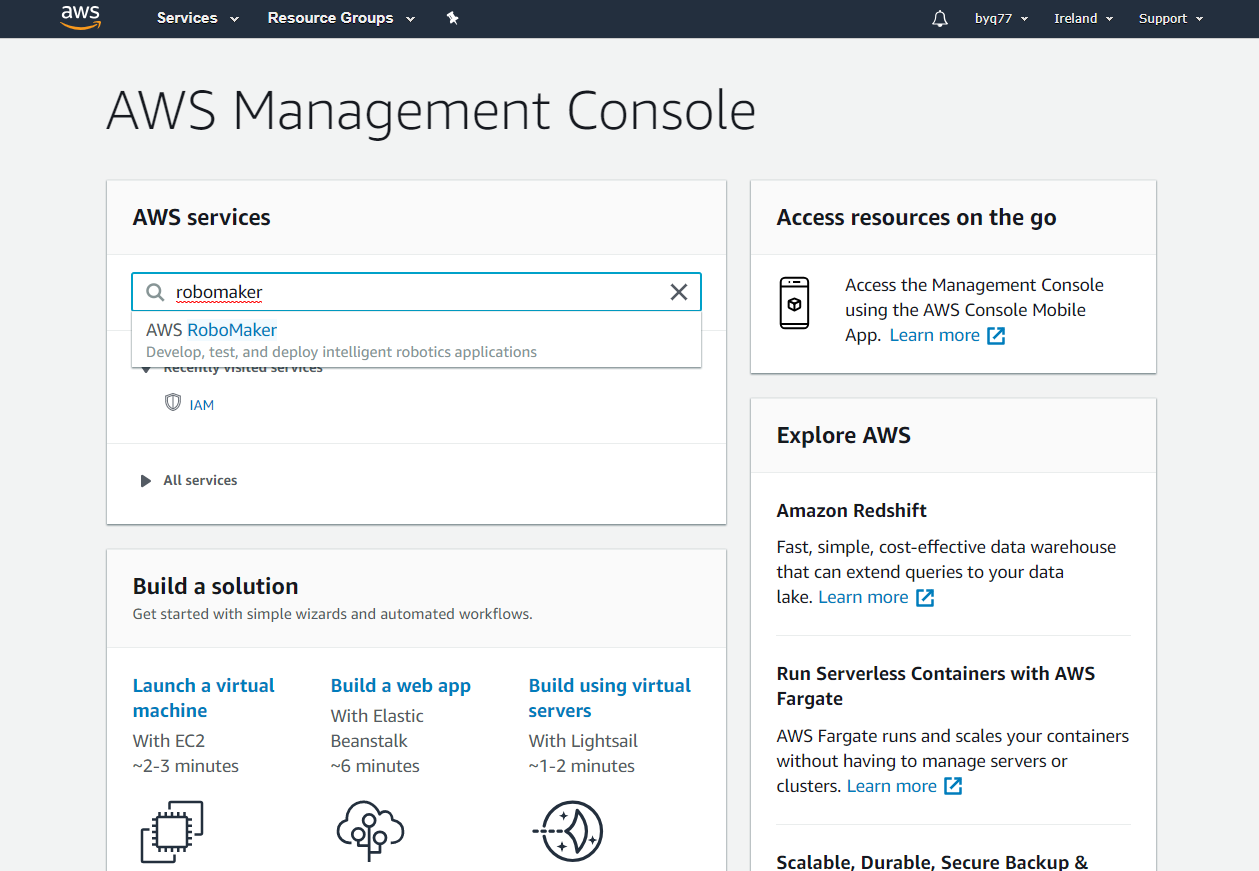 aws Services Resource Groups byq77 Ireland Support
AWS Management Console
AWS services
robomaker
AWS RoboMaker
Develop, test, and deploy intelligent robotics applications
Recently visited services
IAM
All services
Build a solution
Get started with simple wizards and automated workflows.
Launch a virtual
machine
With EC2
~2-3 minutes
Build a web app
With Elastic
Beanstalk
~6 minutes
Build using virtual
servers
With Lightsail
~1-2 minutes
Access resources on the go
Access the Management Console
using the AWS Console Mobile
App. Learn more
Explore AWS
Amazon Redshift
Fast, simple, cost-effective data warehouse
that can extend queries to your data
lake. Learn more
Run Serverless Containers with AWS
Fargate
AWS Fargate runs and scales your containers
without having to manage servers or
clusters. Learn more
Scalable, Durable, Secure Backup &